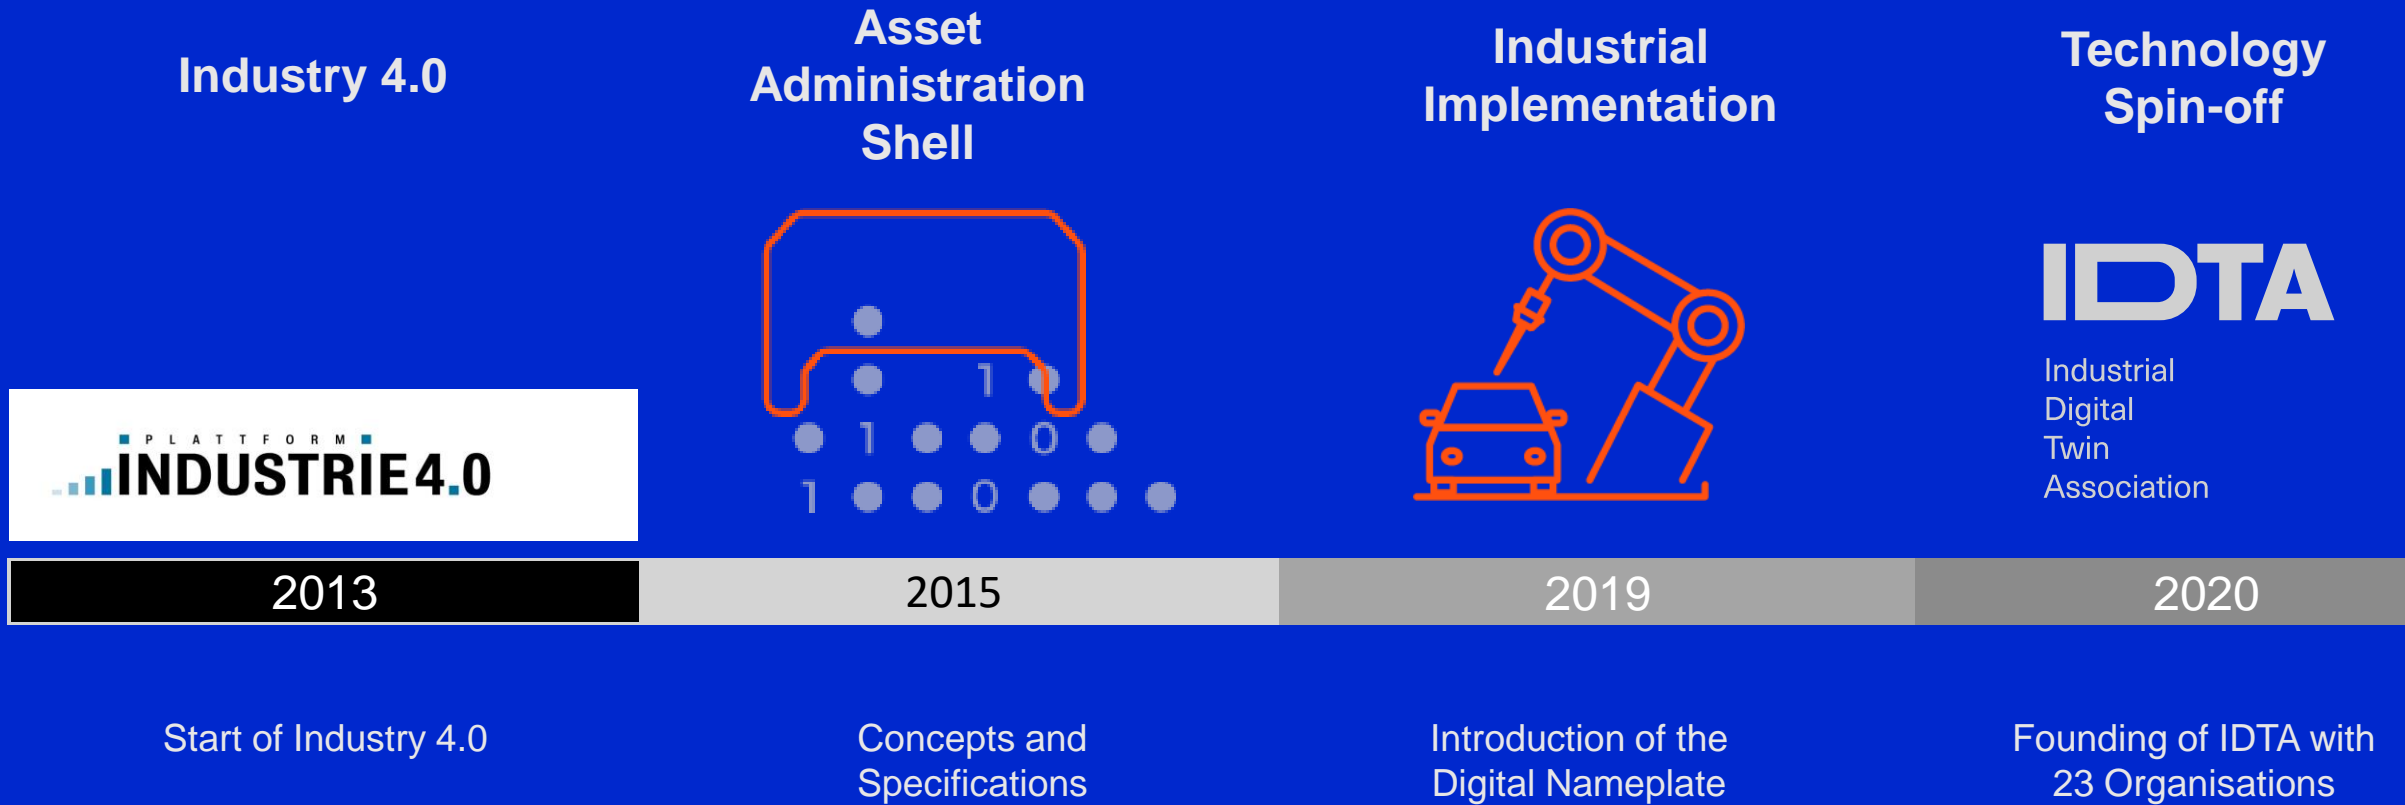 Industry 4.0
Asset
Administration
Shell
Industrial
Implementation
Technology
Spin-off
PLATTFORM
INDUSTRIE4.0
1
1 0
1 0
IDTA
Industrial
Digital
Twin
Association
2013
2015
2019
2020
Start of Industry 4.0
Concepts and
Specifications
Introduction of the
Digital Nameplate
Founding of IDTA with
23 Organisations